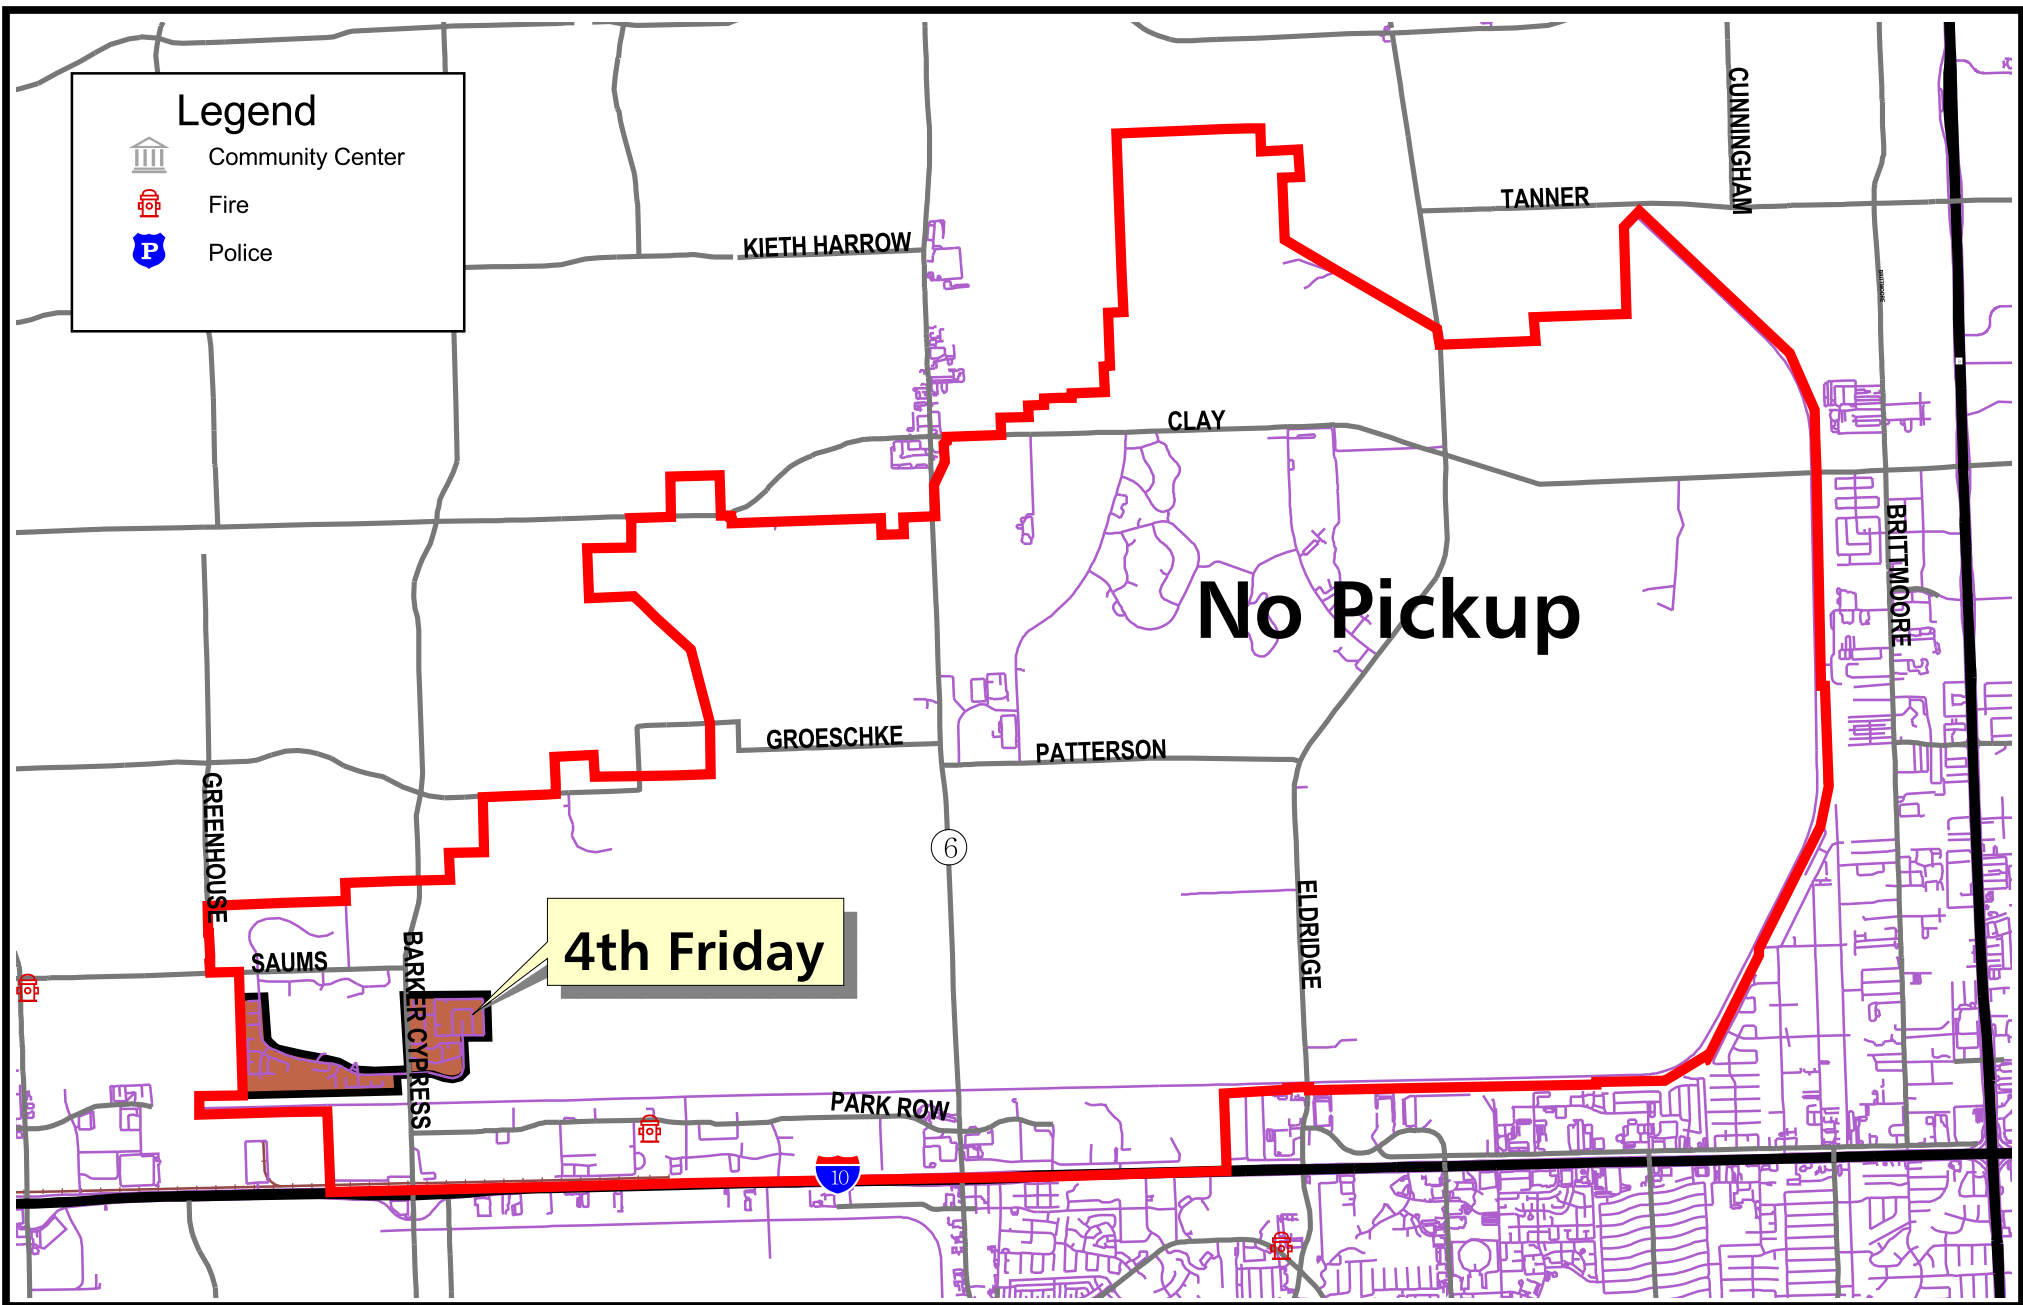 Legend
Community Center
Fire
P
Police
CUNNINGHAM
TANNER
KIETH HARROW
BRITTMOORE
CLAY
BRITTMOORE
No Pickup
GROESCHKE
PATTERSON
GREENHOUSE
6
ELDRIDGE
4th Friday
SAUMS
BARKER CYPRESS
PARK ROW
10